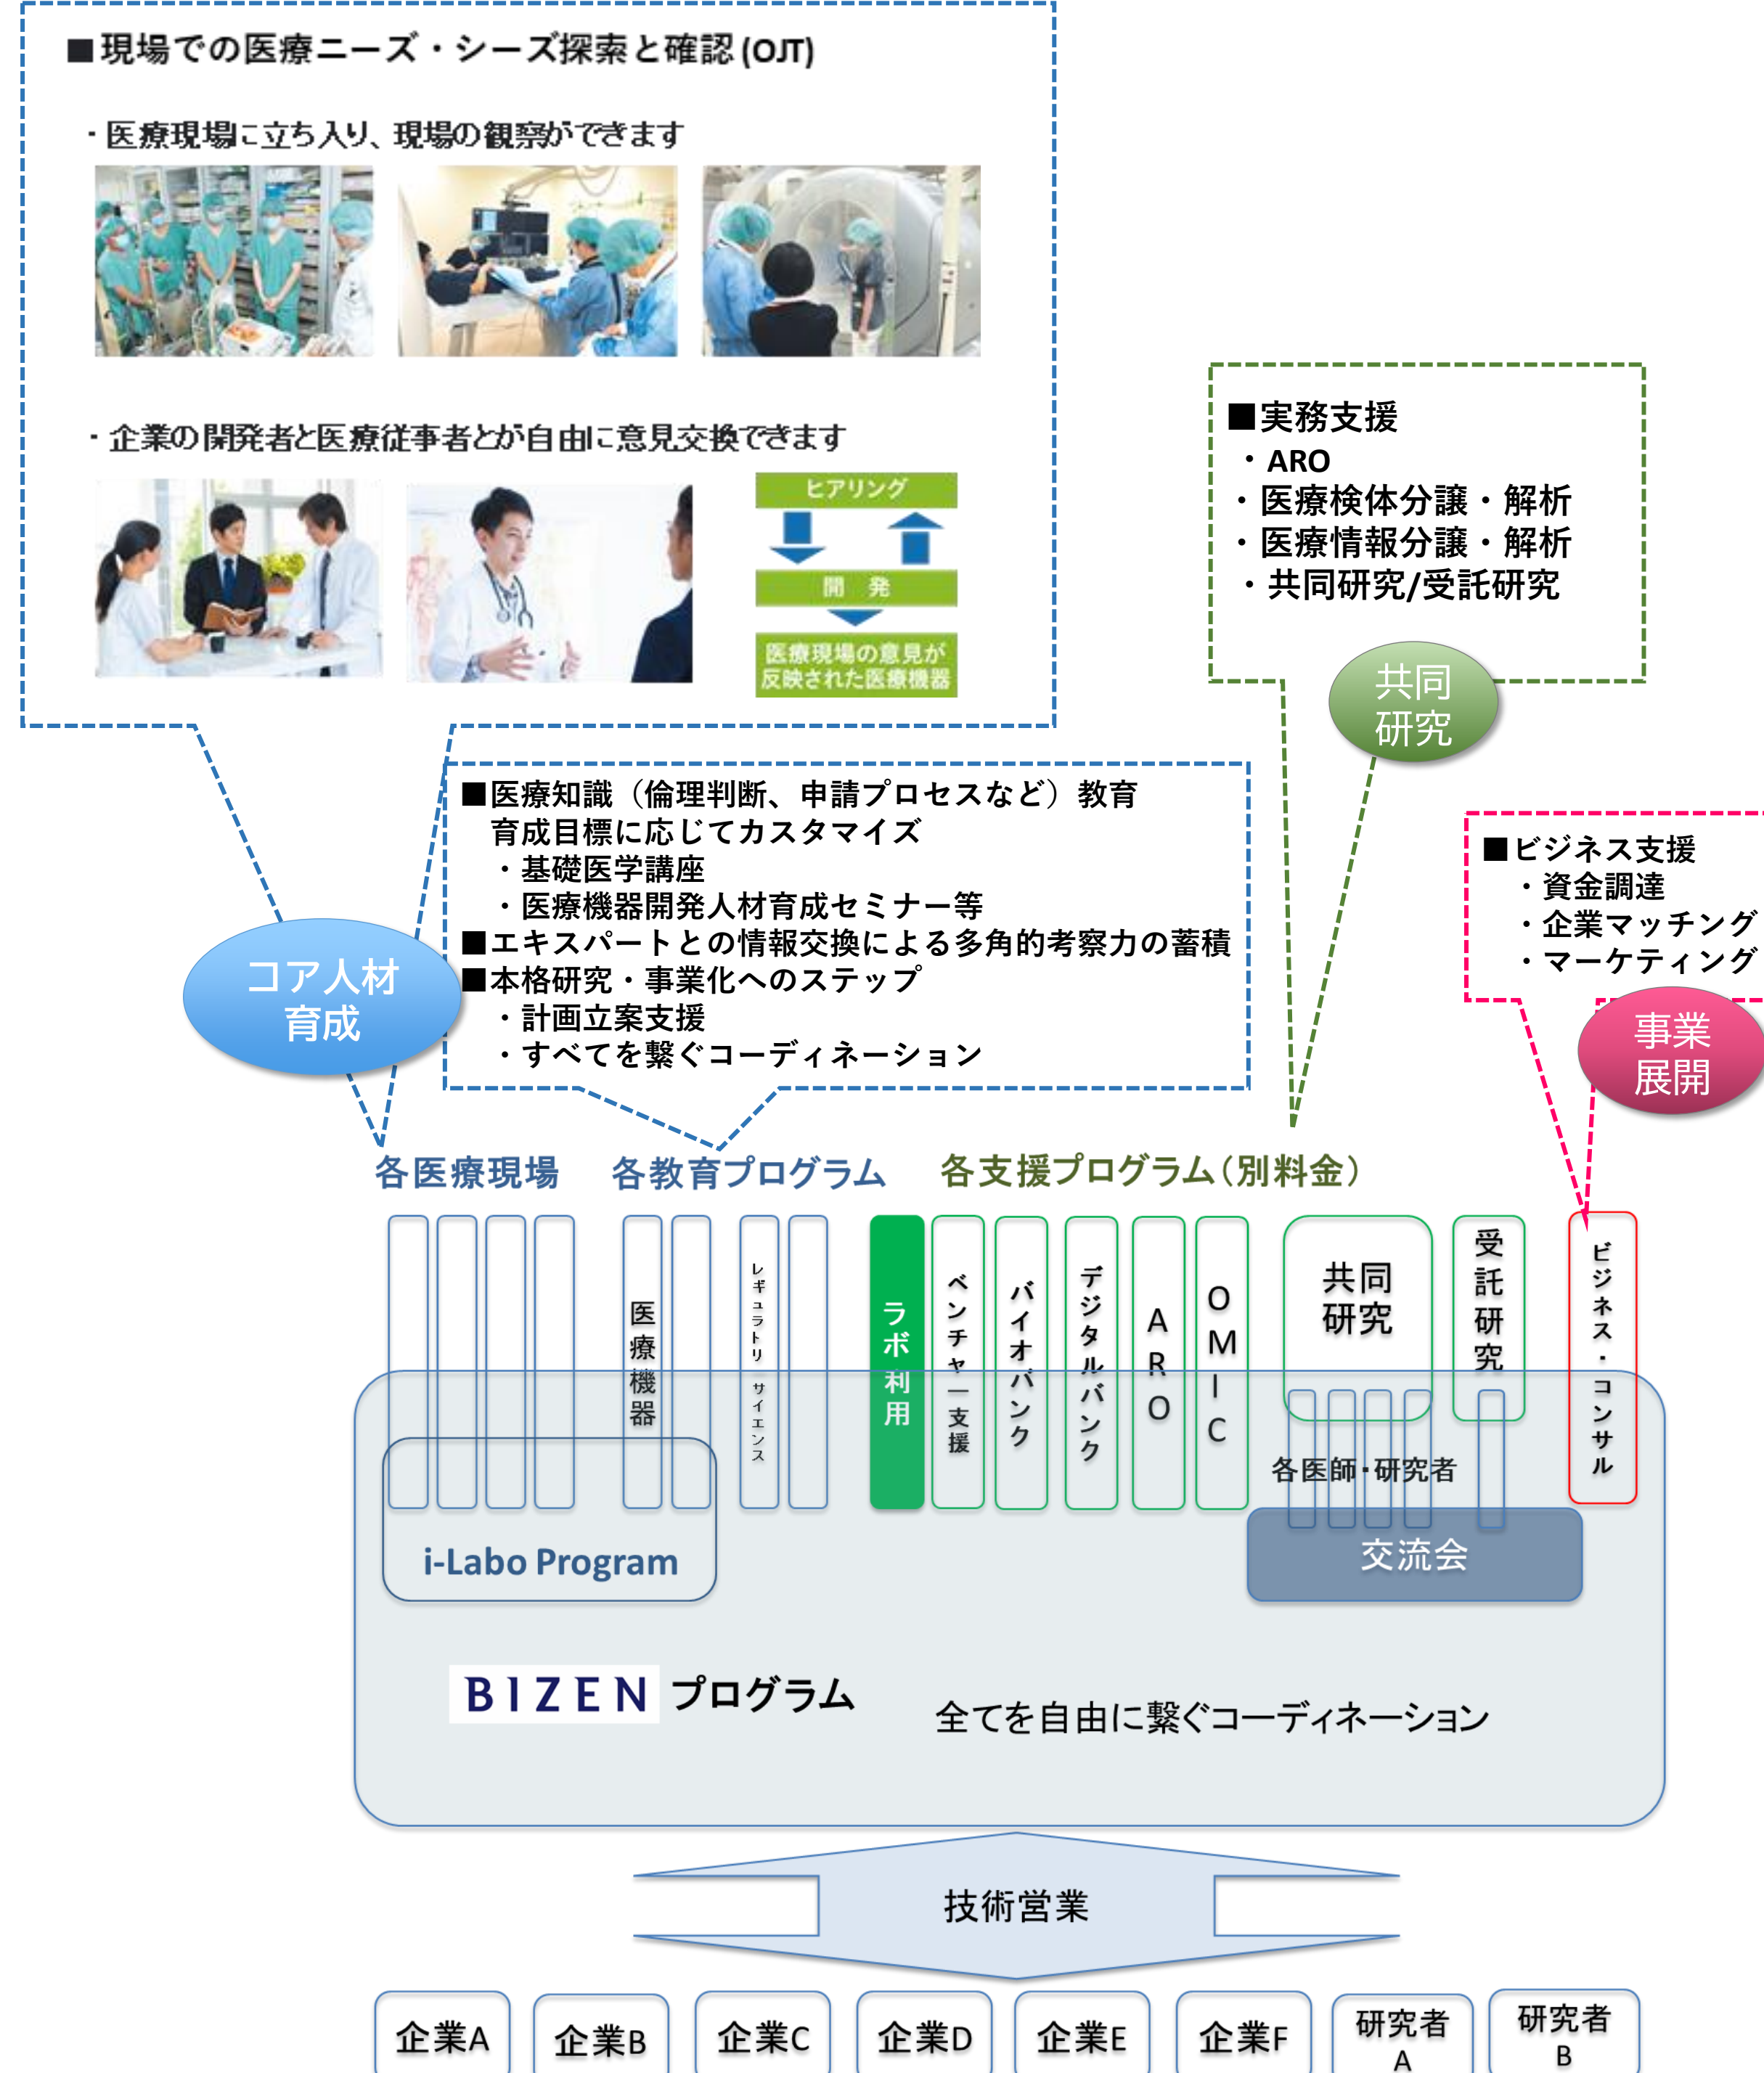 ■現場での医療ニーズ・シーズ探索と確認(OJT)
・医療現場に立ち入り、現場の観察ができます
・企業の開発者と医療従事者とが自由に意見交換できます
ヒアリング
開 発
医療現場の意見が
反映された医療機器
■実務支援
・ARO
・医療検体分譲・解析
・医療情報分譲・解析
・共同研究/受託研究
共同
研究
■医療知識（倫理判断、申請プロセスなど）教育
育成目標に応じてカスタマイズ
・基礎医学講座
・医療機器開発人材育成セミナー等
■エキスパートとの情報交換による多角的考察力の蓄積
■本格研究・事業化へのステップ
・計画立案支援
・すべてを繋ぐコーディネーション
コア人材
育成
■ビジネス支援
・資金調達
・企業マッチング
・マーケティング
事業
展開
各医療現場
各教育プログラム
各支援プログラム(別料金)
医療機器
レギュラトリ サイエンス
ラボ利用
ベンチャー支援
バイオバンク
デジタルバンク
ARO
OMIC
共同
研究
受託研究
ビジネス・コンサル
各医師・研究者
交流会
i-Labo Program
BIZEN プログラム
全てを自由に繋ぐコーディネーション
技術営業
企業A
企業B
企業C
企業D
企業E
企業F
研究者
A
研究者
B